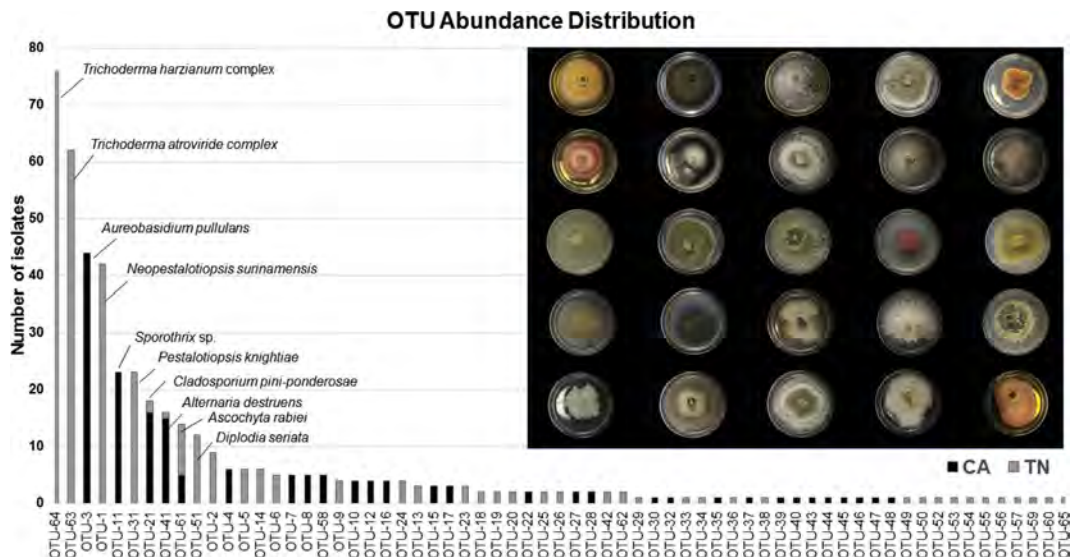 OTU Abundance Distribution
Number of isolates
80
70
60
50
40
30
20
10
0
Trichoderma harzianum complex
Trichoderma atroviride complex
Aureobasidium pullulans
Neopestalotiopsis surinamensis
Sporothrix sp.
Pestalotiopsis knightiae
Cladosporium pini-ponderosae
Alternaria destruens
Ascochyta rabiei
Diplodia seriata
CA TN
OTU-64
OTU-63
OTU-3
OTU-1
OTU-11
OTU-31
OTU-21
OTU-41
OTU-61
OTU-51
OTU-2
OTU-4
OTU-5
OTU-14
OTU-6
OTU-7
OTU-8
OTU-58
OTU-9
OTU-10
OTU-12
OTU-16
OTU-24
OTU-13
OTU-15
OTU-17
OTU-23
OTU-18
OTU-19
OTU-20
OTU-22
OTU-25
OTU-26
OTU-27
OTU-28
OTU-42
OTU-62
OTU-29
OTU-30
OTU-32
OTU-33
OTU-34
OTU-35
OTU-36
OTU-37
OTU-38
OTU-39
OTU-40
OTU-43
OTU-44
OTU-45
OTU-46
OTU-47
OTU-48
OTU-49
OTU-50
OTU-52
OTU-53
OTU-54
OTU-55
OTU-56
OTU-57
OTU-59
OTU-60
OTU-65